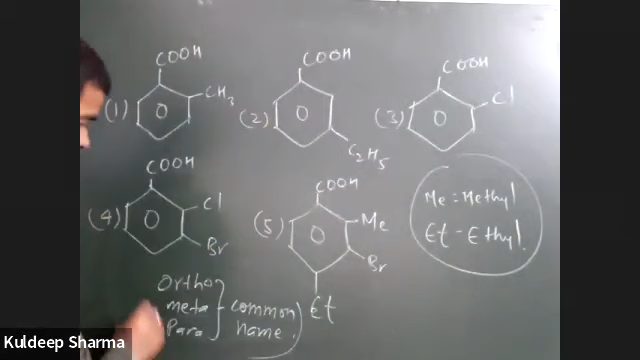 (1) COOH CH3
(2) COOH C2H5
(3) COOH Cl
(4) COOH Cl Br
(5) COOH Me Br Et
Me = Methyl
Et - Ethyl.
Ortho
meta
Para
common
name.
Kuldeep Sharma